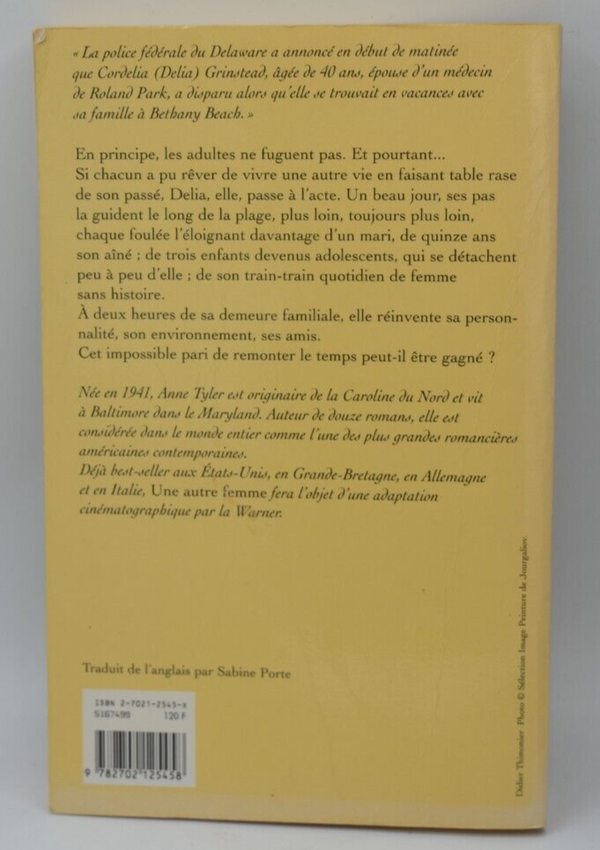 « La police fédérale du Delaware a annoncé en début de matinée
que Cordelia (Delia) Grinstead, âgée de 40 ans, épouse d'un médecin
de Roland Park, a disparu alors qu'elle se trouvait en vacances avec
sa famille à Bethany Beach. »
En principe, les adultes ne fuguent pas. Et pourtant...
Si chacun a pu rêver de vivre une autre vie en faisant table rase
de son passé, Delia, elle, passe à l'acte. Un beau jour, ses pas
la guident le long de la plage, plus loin, toujours plus loin,
chaque foulée l'éloignant davantage d'un mari, de quinze ans
son aîné ; de trois enfants devenus adolescents, qui se détachent
peu à peu d'elle ; de son train-train quotidien de femme
sans histoire.
À deux heures de sa demeure familiale, elle réinvente sa person-
nalité, son environnement, ses amis.
Cet impossible pari de remonter le temps peut-il être gagné ?
Née en 1941, Anne Tyler est originaire de la Caroline du Nord et vit
à Baltimore dans le Maryland. Auteur de douze romans, elle est
considérée dans le monde entier comme l'une des plus grandes romancières
américaines contemporaines.
Déjà best-seller aux États-Unis, en Grande-Bretagne, en Allemagne
et en Italie, Une autre femme fera l'objet d'une adaptation
cinématographique par la Warner.
Traduit de l'anglais par Sabine Porte
ISBN 2-7021-2545-X
5167499 120 F
9 782702 125458
Didier Thimonier Photo © Sélection Image Peinture de Jourgaliov.